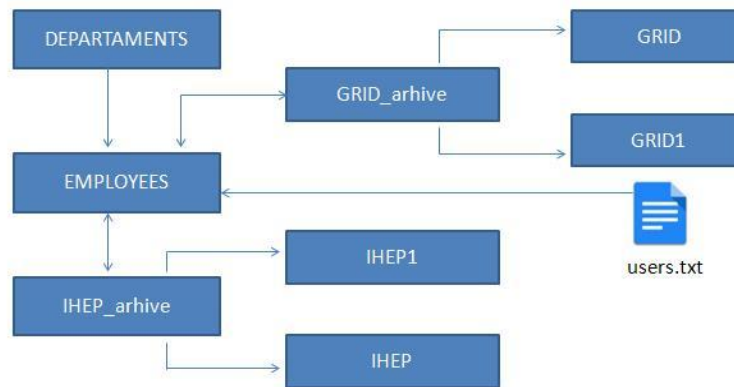 DEPARTAMENTS
GRID
GRID_arhive
GRID1
EMPLOYEES
users.txt
IHEP1
IHEP_arhive
IHEP